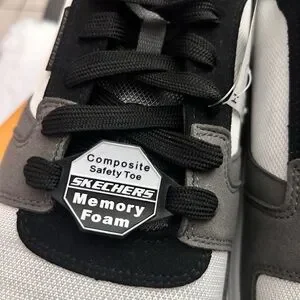 Composite
Safety Toe
SKECHERS
Memory
Foam